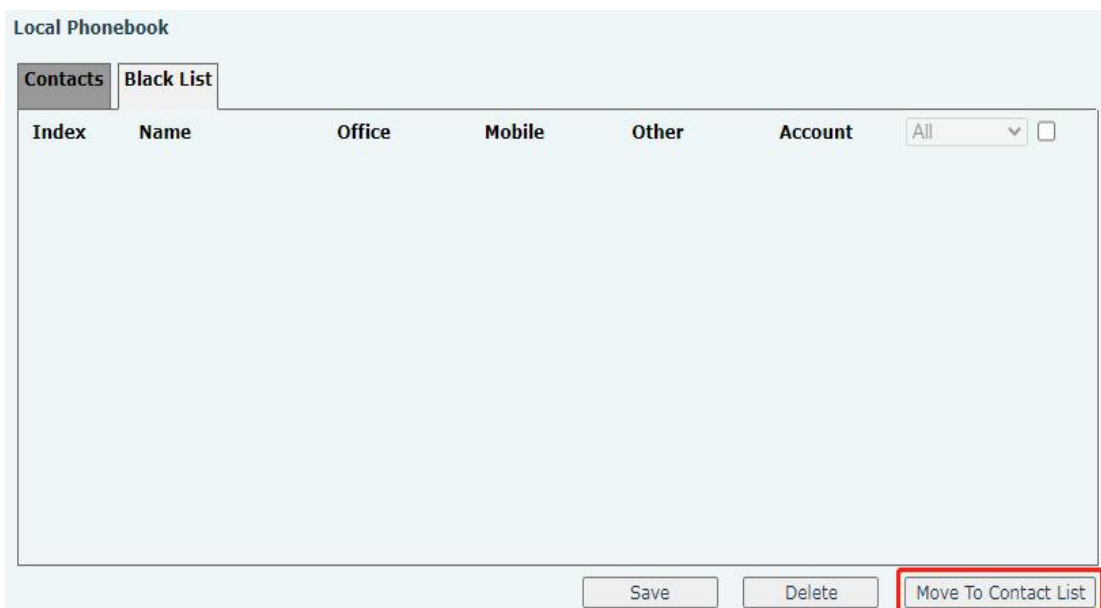 Local Phonebook
Contacts Black List
Index Name Office Mobile Other Account All
Save Delete Move To Contact List